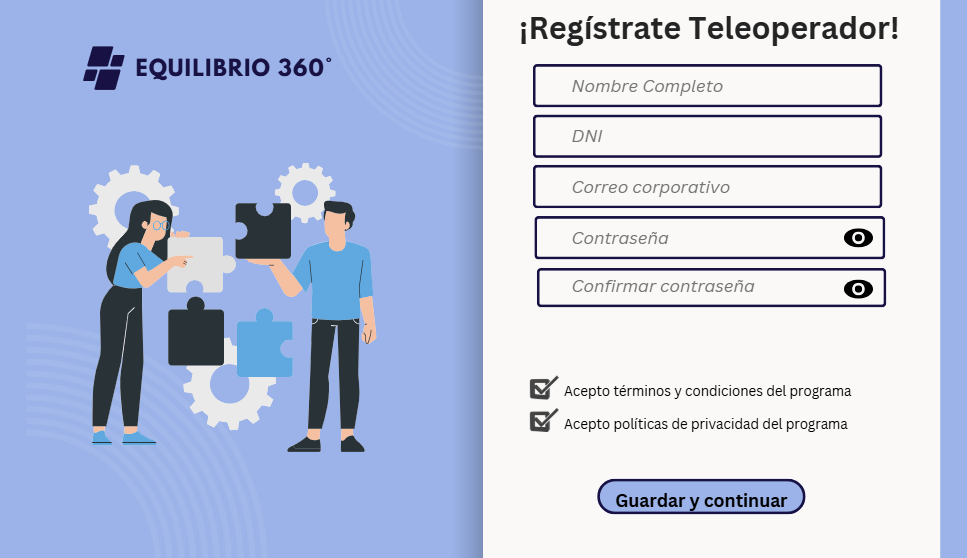 EQUILIBRIO 360°
¡Regístrate Teleoperador!
Nombre Completo
DNI
Correo corporativo
Contraseña
Confirmar contraseña
Acepto términos y condiciones del programa
Acepto políticas de privacidad del programa
Guardar y continuar